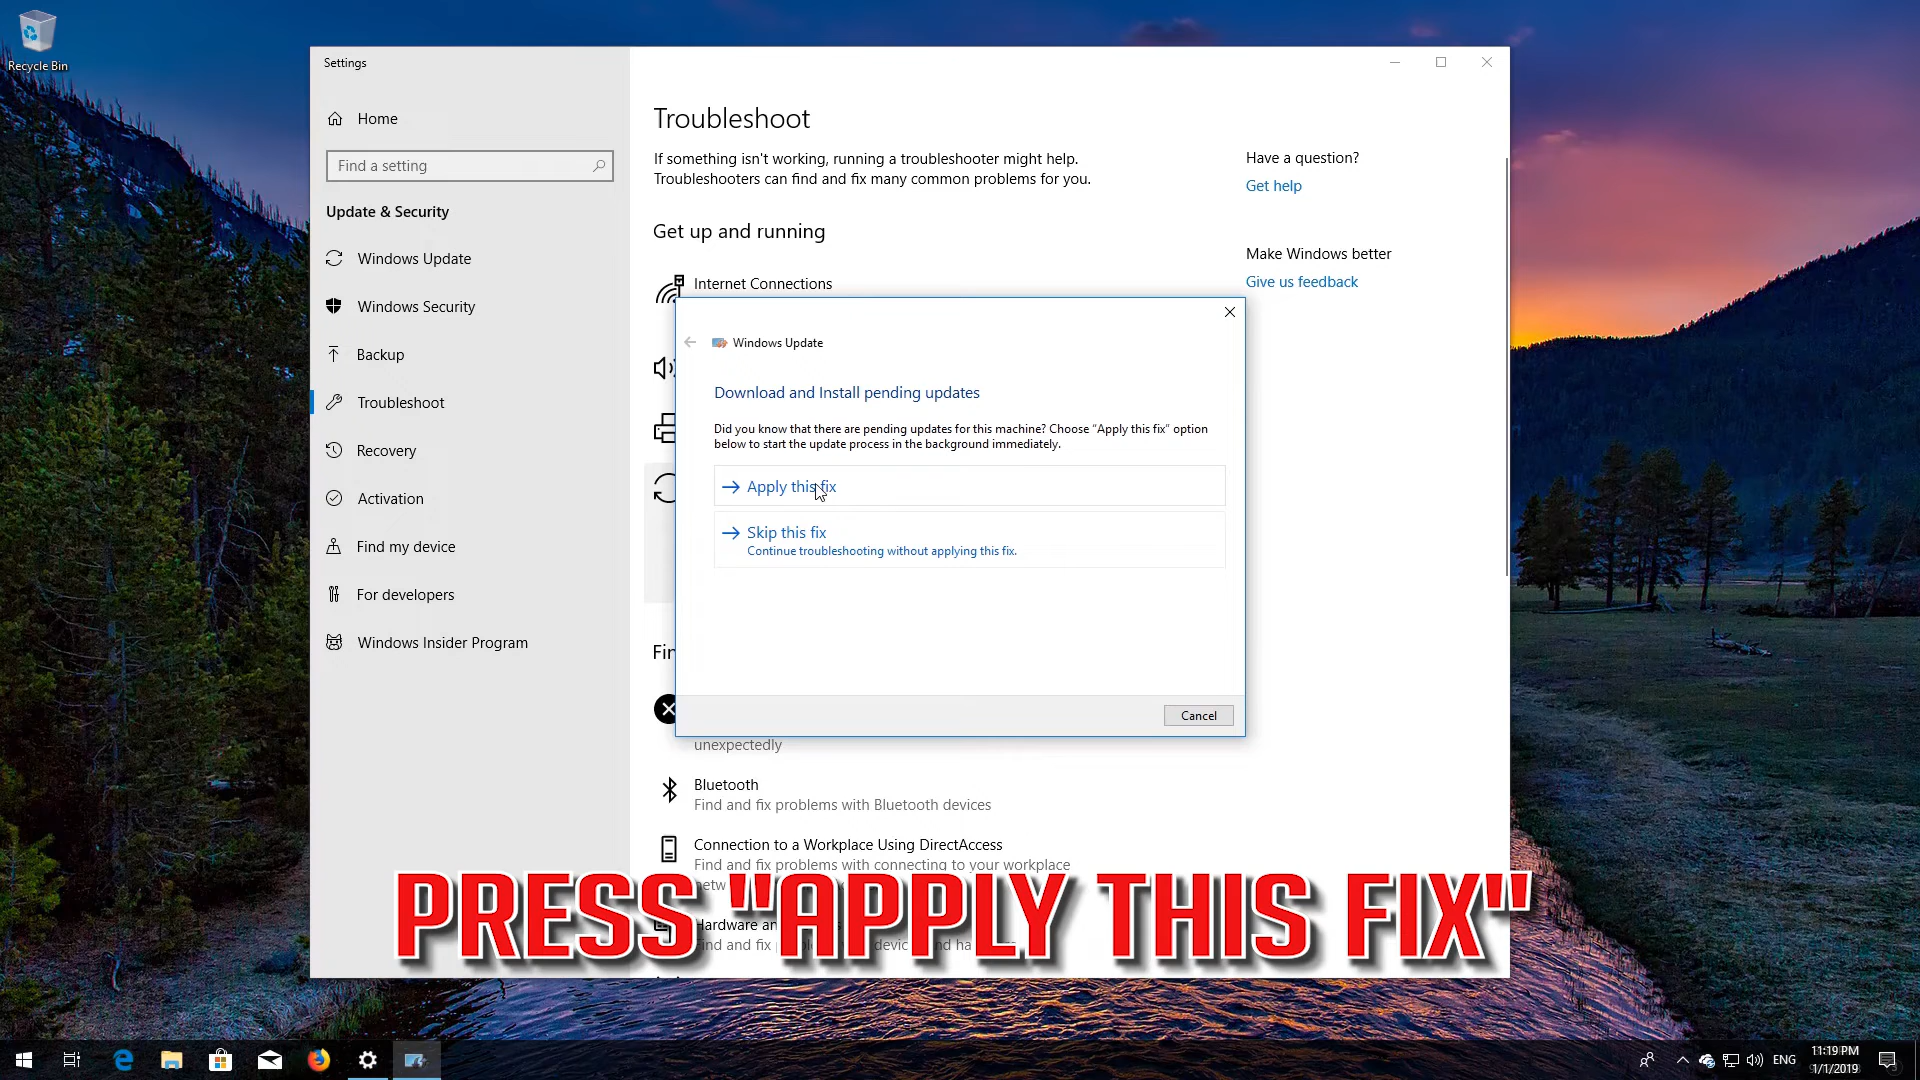 Recycle Bin
Settings
Home
Find a setting
Update & Security
Windows Update
Windows Security
Backup
Troubleshoot
Recovery
Activation
Find my device
For developers
Windows Insider Program
Troubleshoot
If something isn't working, running a troubleshooter might help.
Troubleshooters can find and fix many common problems for you.
Get up and running
Internet Connections
Have a question?
Get help
Make Windows better
Give us feedback
Windows Update
Download and Install pending updates
Did you know that there are pending updates for this machine? Choose “Apply this fix” option
below to start the update process in the background immediately.
Apply this fix
Skip this fix
Continue troubleshooting without applying this fix.
Cancel
unexpectedly
Bluetooth
Find and fix problems with Bluetooth devices
Connection to a Workplace Using DirectAccess
Find and fix problems with connecting to your workplace
Hardware
Find and fix
PRESS "APPLY THIS FIX"
ENG
11:19 PM
1/1/2019